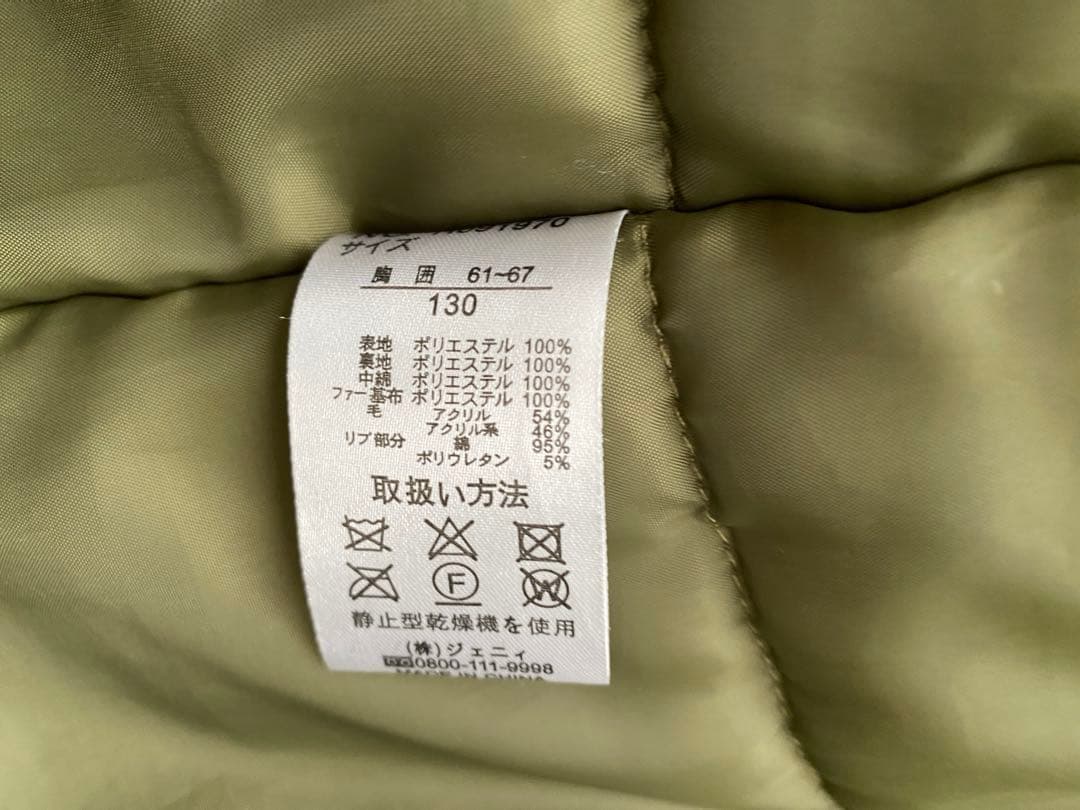 サイズ
胸囲 61~67
130
表地 ポリエステル 100%
裏地 ポリエステル 100%
中綿 ポリエステル 100%
ファー基布 ポリエステル 100%
毛 アクリル 54%
アクリル系 46%
リブ部分 綿 95%
ポリウレタン 5%
取扱い方法
F
W
静止型乾燥機を使用
(株)ジェニィ
0800-111-9998
MADE IN CHINA